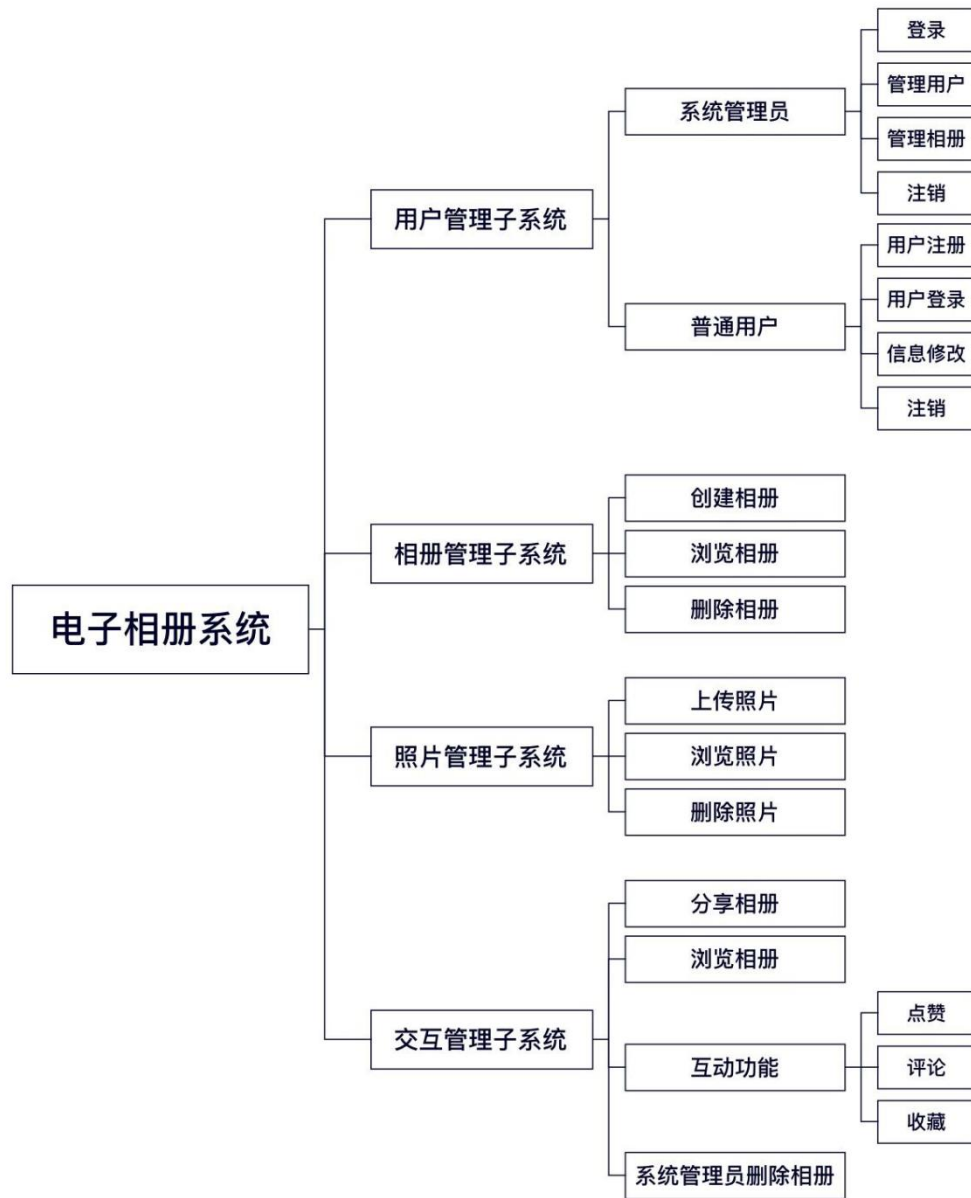 电子相册系统
用户管理子系统
系统管理员
登录
管理用户
管理相册
注销
普通用户
用户注册
用户登录
信息修改
注销
相册管理子系统
创建相册
浏览相册
删除相册
照片管理子系统
上传照片
浏览照片
删除照片
交互管理子系统
分享相册
浏览相册
互动功能
点赞
评论
收藏
系统管理员删除相册